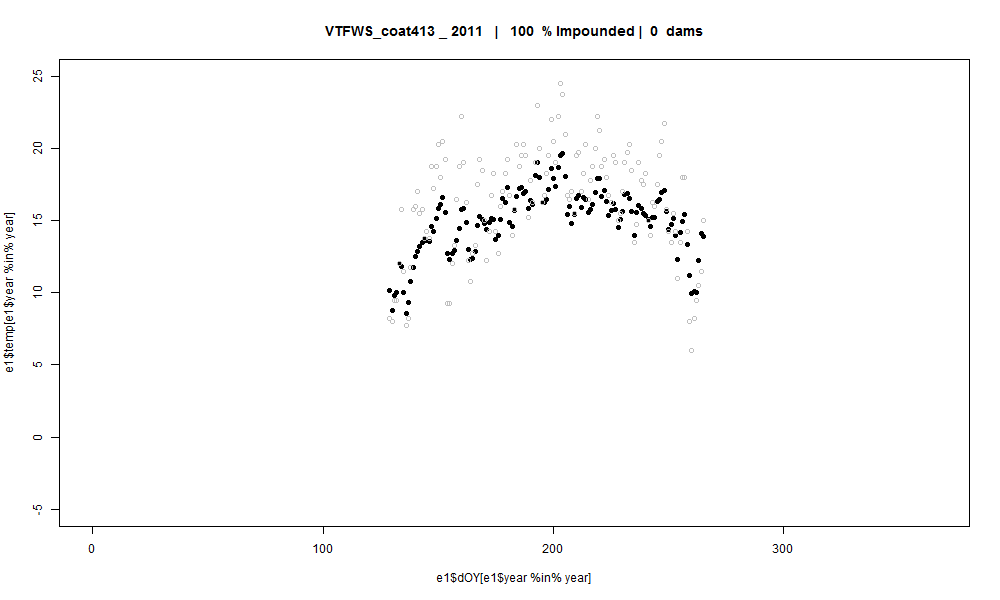 VTFWS_coat413 _ 2011 | 100 % Impounded | 0 dams
25
20
15
10
5
0
-5
e1$temp[e1$year %in% year]
0 100 200 300
e1$dOY[e1$year %in% year]